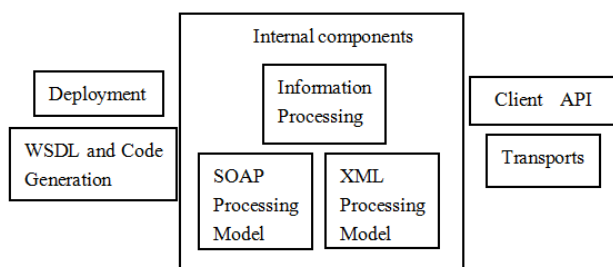 Internal components
Information
Processing
Deployment
Client API
WSDL and Code
Generation
Transports
SOAP
Processing
Model
XML
Processing
Model